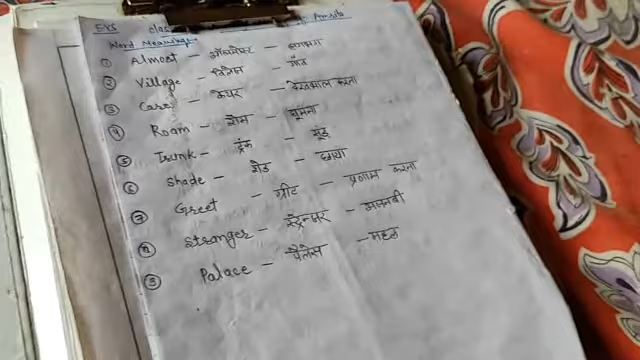 EVS class
Word Meanings
① Almost - ऑलमोस्ट - लगभग
② Village - विलेज - गाँव
③ Care - केयर - देखभाल करना
④ Roam - रोम - घूमना
⑤ Trunk - ट्रंक - सूंड
⑥ Shade - शेड - छाया
⑦ Greet - ग्रीट - प्रणाम करना
⑧ Stranger - स्ट्रेन्जर - अजनबी
⑨ Palace - पैलेस - महल